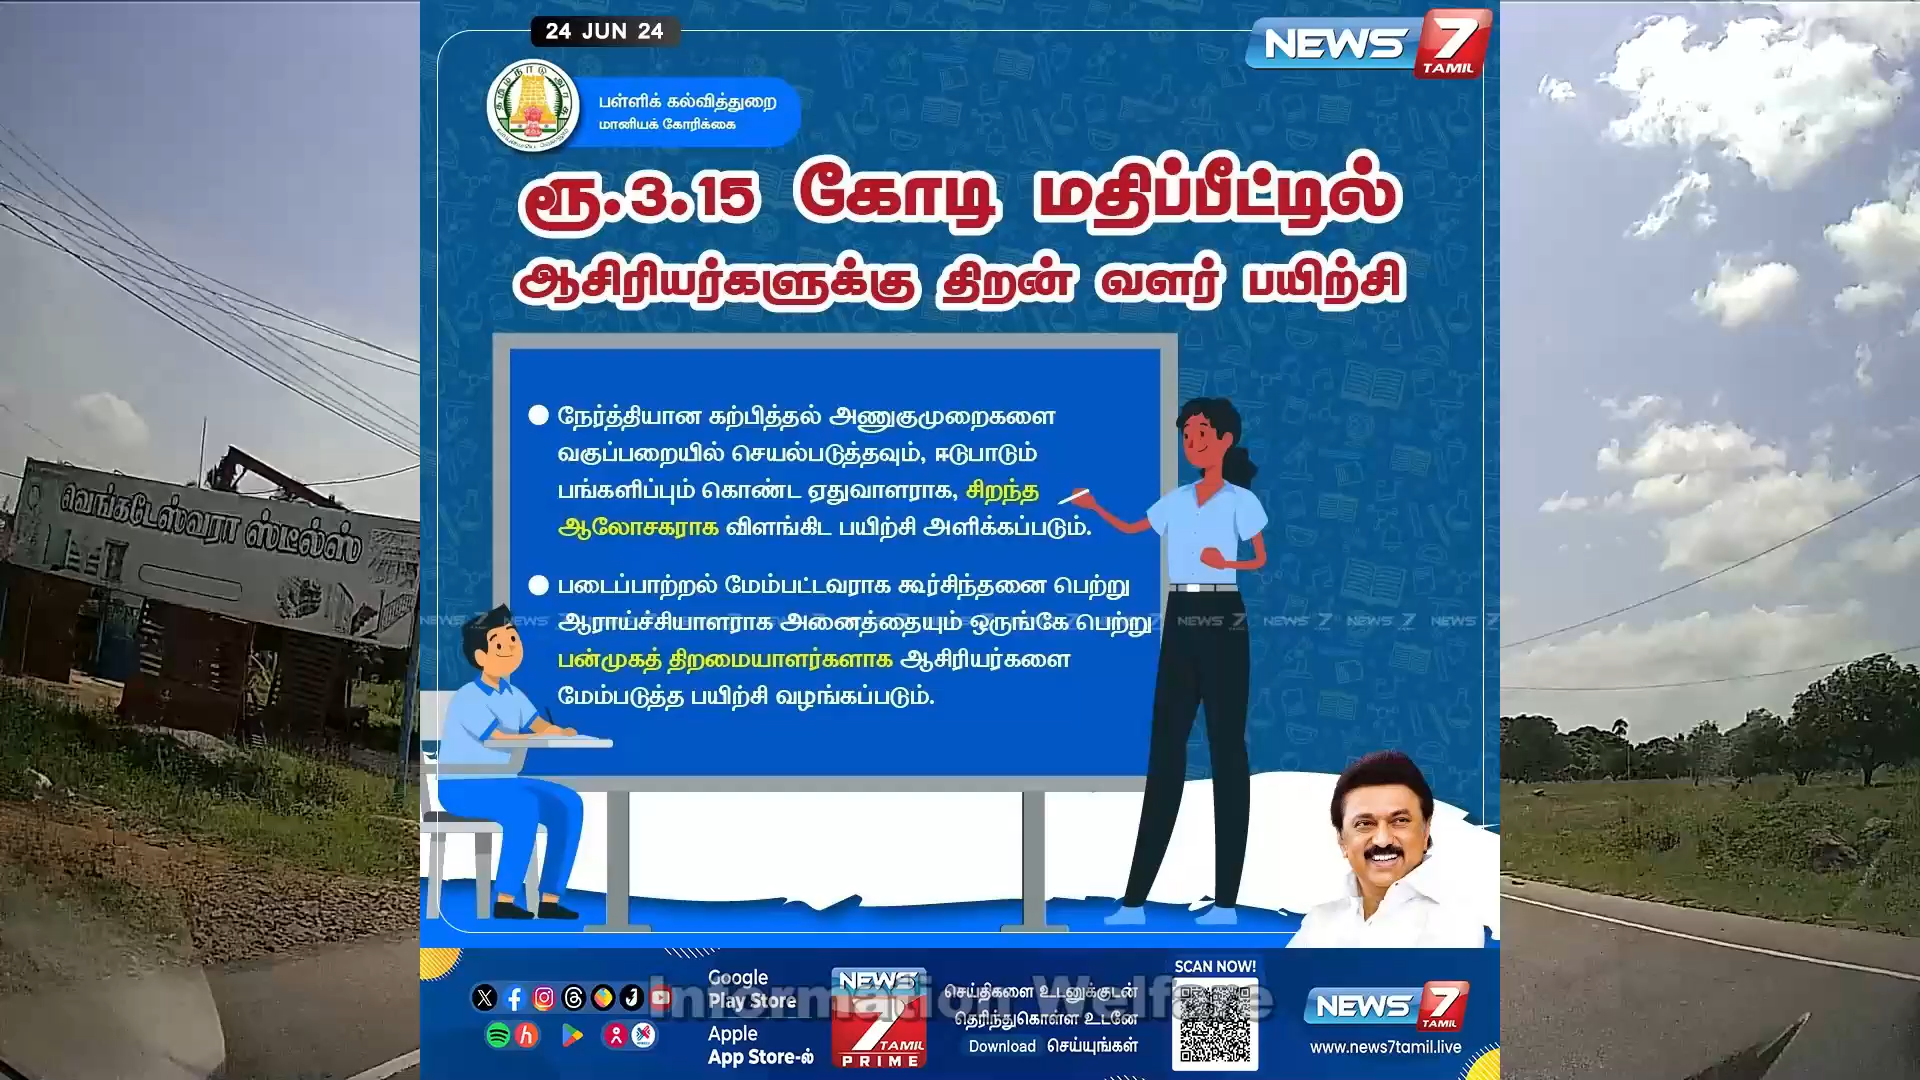 24 JUN 24
NEWS 7
TAMIL
பள்ளிக் கல்வித்துறை
மானியக் கோரிக்கை
ரூ.3.15 கோடி மதிப்பீட்டில்
ஆசிரியர்களுக்கு திறன் வளர் பயிற்சி
நேர்த்தியான கற்பித்தல் அணுகுமுறைகளை
வகுப்பறையில் செயல்படுத்தவும், ஈடுபாடும்
பங்களிப்பும் கொண்ட ஏதுவாளராக, சிறந்த
ஆலோசகராக விளங்கிட பயிற்சி அளிக்கப்படும்.
படைப்பாற்றல் மேம்பட்டவராக கூர்சிந்தனை பெற்று
ஆராய்ச்சியாளராக அனைத்தையும் ஒருங்கே பெற்று
பன்முகத் திறமையாளர்களாக ஆசிரியர்களை
மேம்படுத்த பயிற்சி வழங்கப்படும்.
வெங்கடேஸ்வரா ஸ்டீல்ஸ்
Google
Play Store
Apple
App Store-ல்
NEWS
7
TAMIL
PRIME
செய்திகளை உடனுக்குடன்
தெரிந்துகொள்ள உடனே
Download செய்யுங்கள்
SCAN NOW!
NEWS 7
TAMIL
www.news7tamil.live
Information Welfare